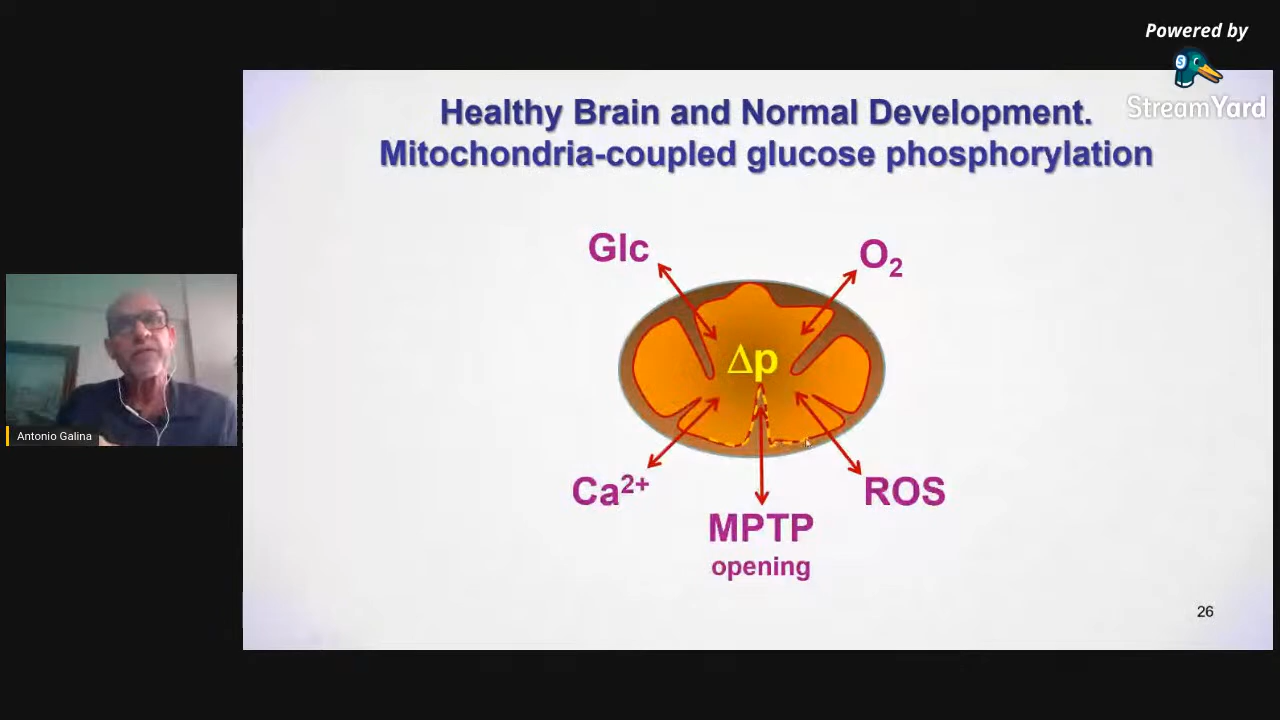 Powered by
StreamYard
Healthy Brain and Normal Development.
Mitochondria-coupled glucose phosphorylation
Glc
O₂
Δp
Ca²⁺
ROS
MPTP
opening
Antonio Galina
26